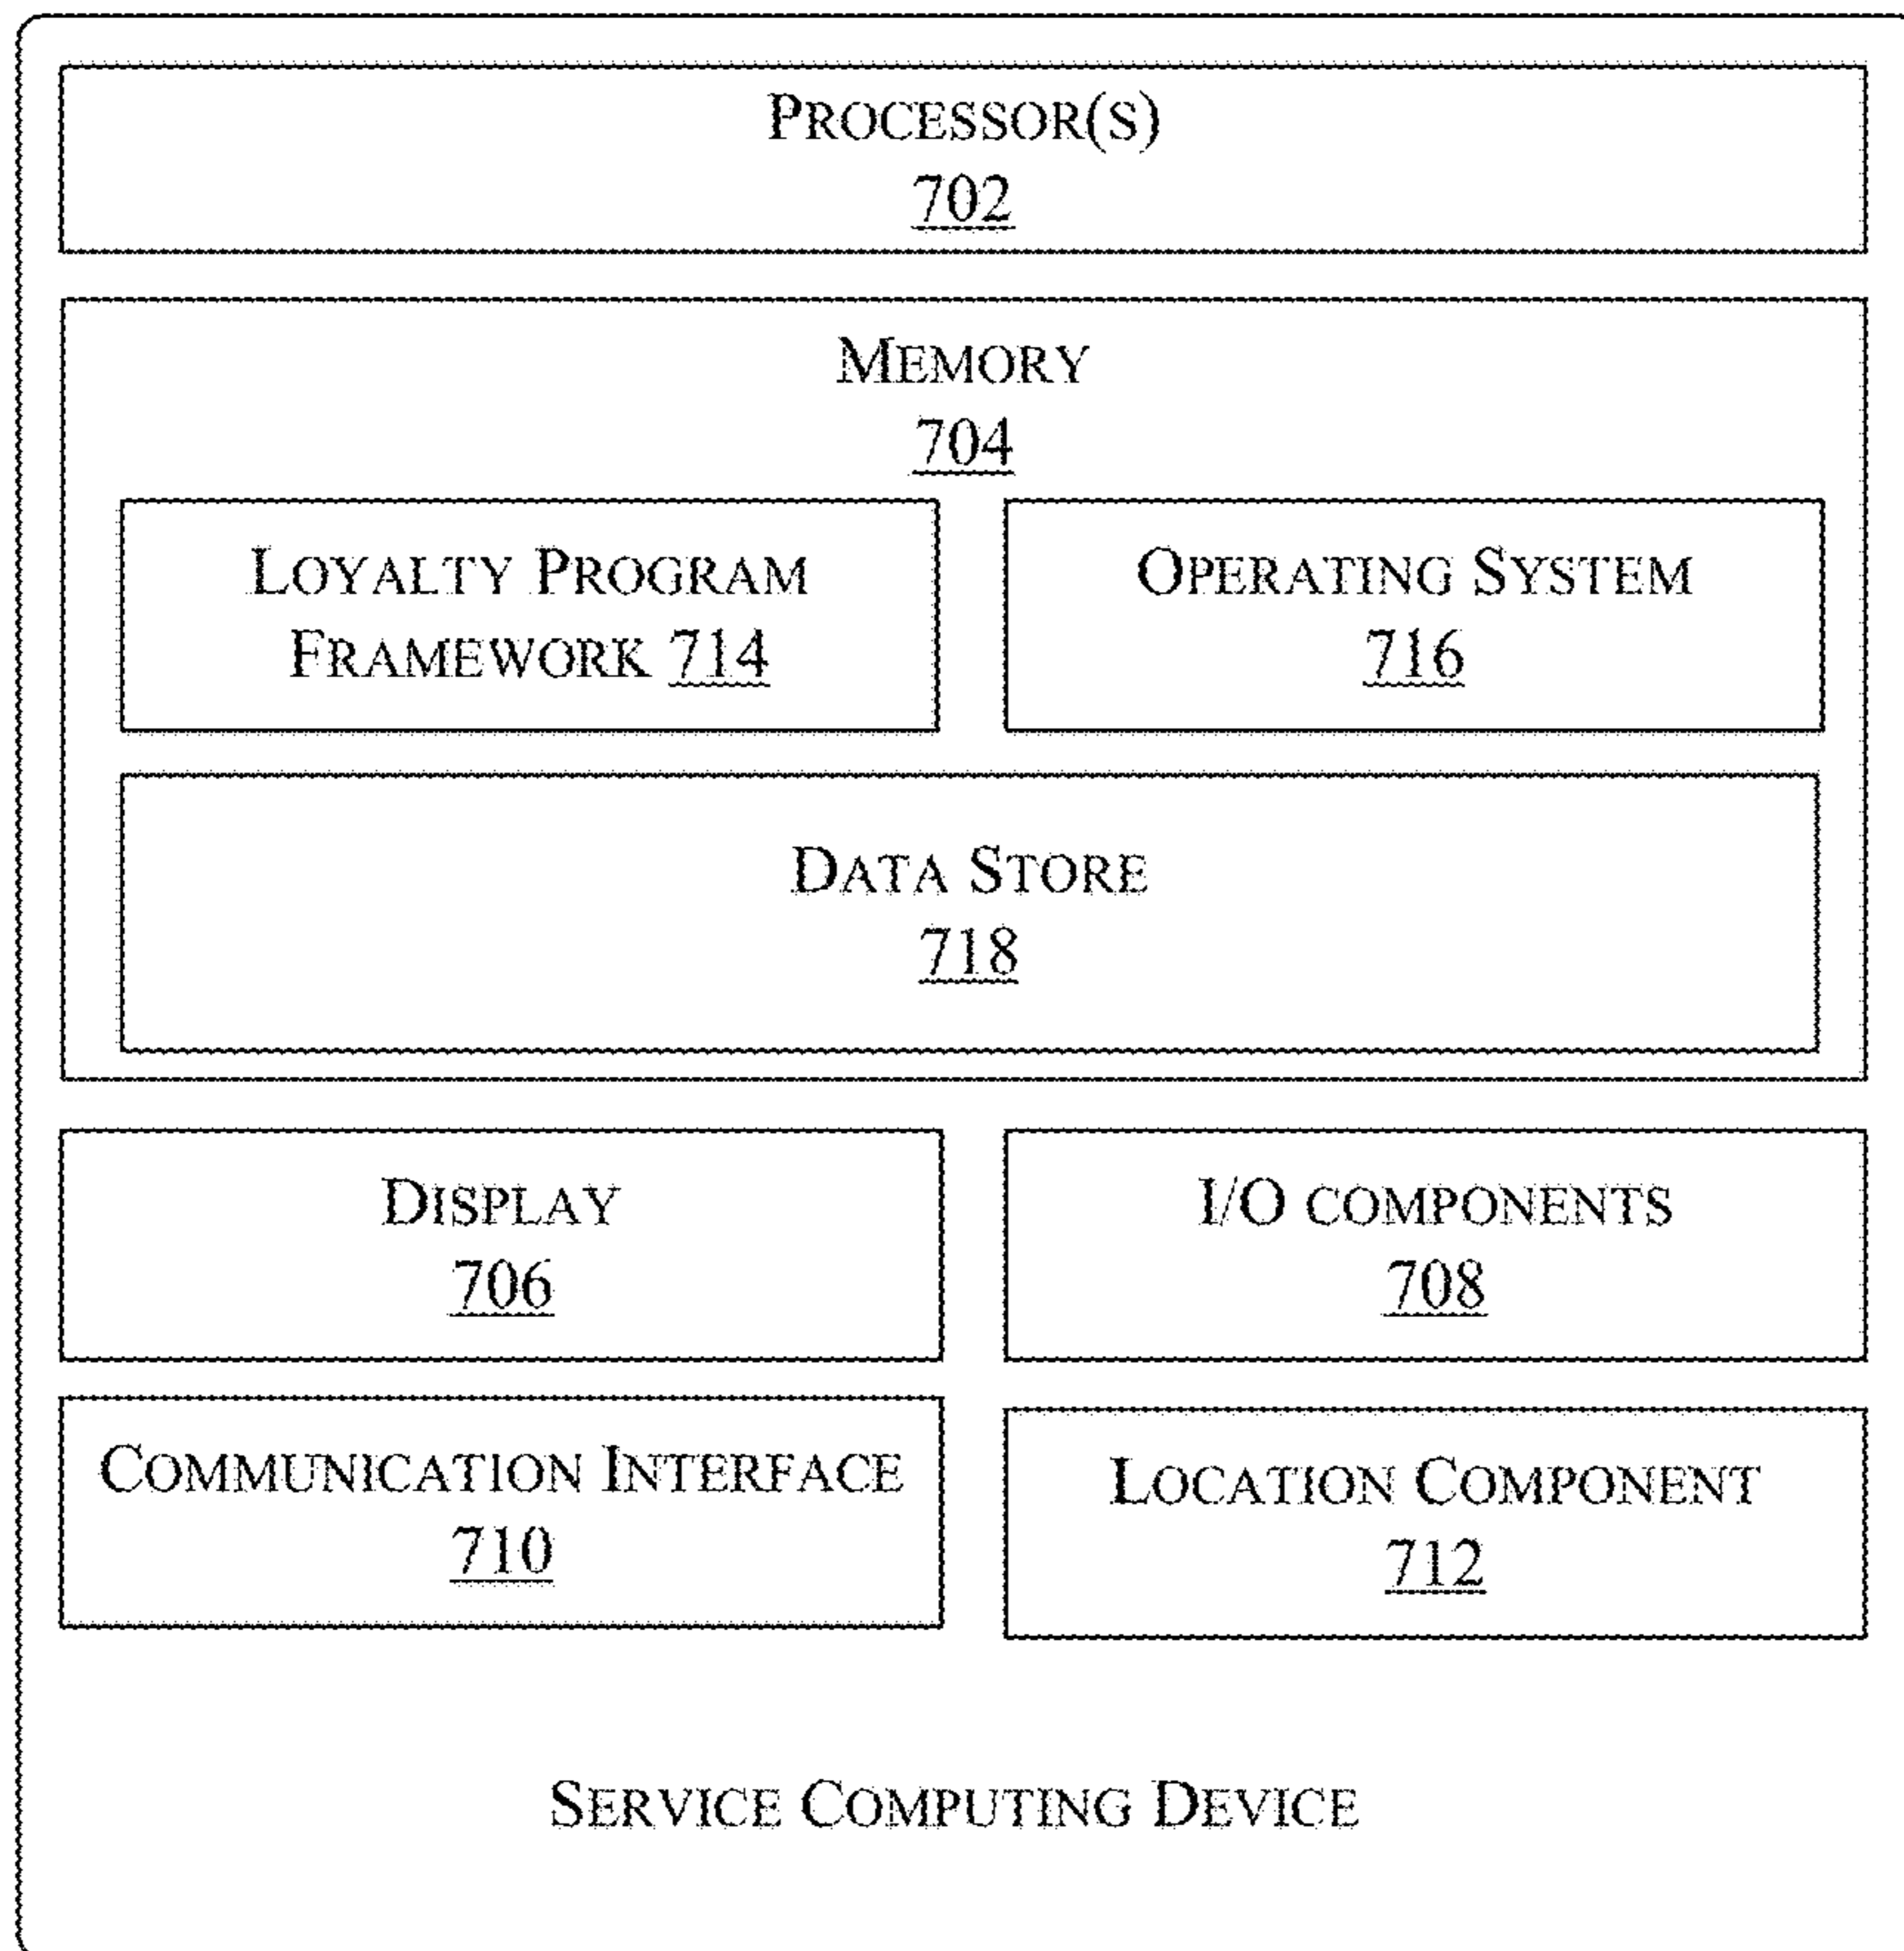 PROCESSOR(S)
702
MEMORY
704
LOYALTY PROGRAM
FRAMEWORK 714
OPERATING SYSTEM
716
DATA STORE
718
DISPLAY
706
I/O COMPONENTS
708
COMMUNICATION INTERFACE
710
LOCATION COMPONENT
712
SERVICE COMPUTING DEVICE